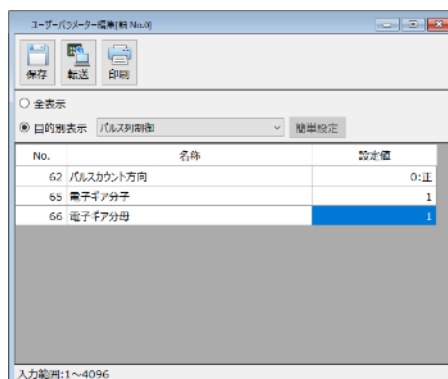 ユーザーパラメーター編集[軸 No.0]
保存 転送 印刷
全表示
目的別表示 パルス列制御 簡単設定
No. 名称 設定値
62 パルスカウント方向 0:正
65 電子ギア分子 1
66 電子ギア分母 1
入力範囲:1～4096